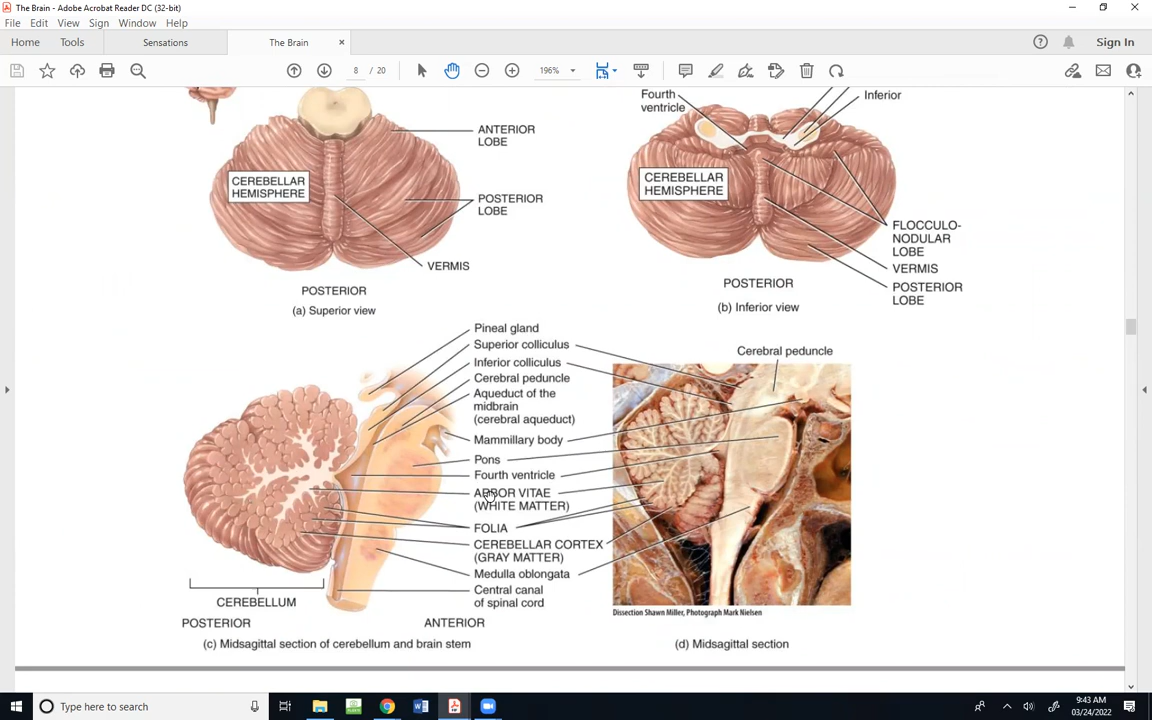 The Brain - Adobe Acrobat Reader DC (32-bit)
File Edit View Sign Window Help
Home Tools Sensations The Brain × Sign In
8 / 20 196%
Fourth
ventricle
Inferior
ANTERIOR
LOBE
CEREBELLAR
HEMISPHERE
POSTERIOR
LOBE
VERMIS
POSTERIOR
(a) Superior view
CEREBELLAR
HEMISPHERE
FLOCCULO-
NODULAR
LOBE
VERMIS
POSTERIOR
LOBE
POSTERIOR
(b) Inferior view
Pineal gland
Superior colliculus
Inferior colliculus
Cerebral peduncle
Aqueduct of the
midbrain
(cerebral aqueduct)
Mammillary body
Pons
Fourth ventricle
ARBOR VITAE
(WHITE MATTER)
FOLIA
CEREBELLAR CORTEX
(GRAY MATTER)
Medulla oblongata
Central canal
of spinal cord
CEREBELLUM
POSTERIOR
ANTERIOR
(c) Midsagittal section of cerebellum and brain stem
Cerebral peduncle
Dissection Shawn Miller, Photograph Mark Nielsen
(d) Midsagittal section
Type here to search
9:43 AM
03/24/2022